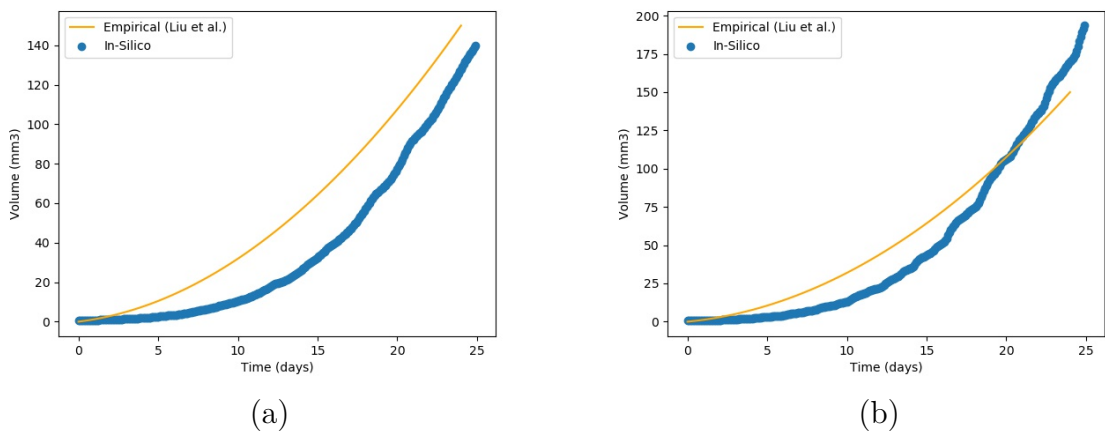 Empirical (Liu et al.)
In-Silico
140
120
100
80
60
40
20
0
Volume (mm3)
0 5 10 15 20 25
Time (days)
(a)
Empirical (Liu et al.)
In-Silico
200
175
150
125
100
75
50
25
0
Volume (mm3)
0 5 10 15 20 25
Time (days)
(b)